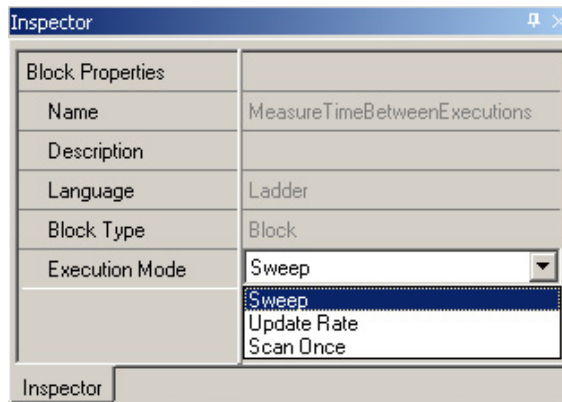 Inspector
Block Properties
Name MeasureTimeBetweenExecutions
Description
Language Ladder
Block Type Block
Execution Mode Sweep
Sweep
Update Rate
Scan Once
Inspector